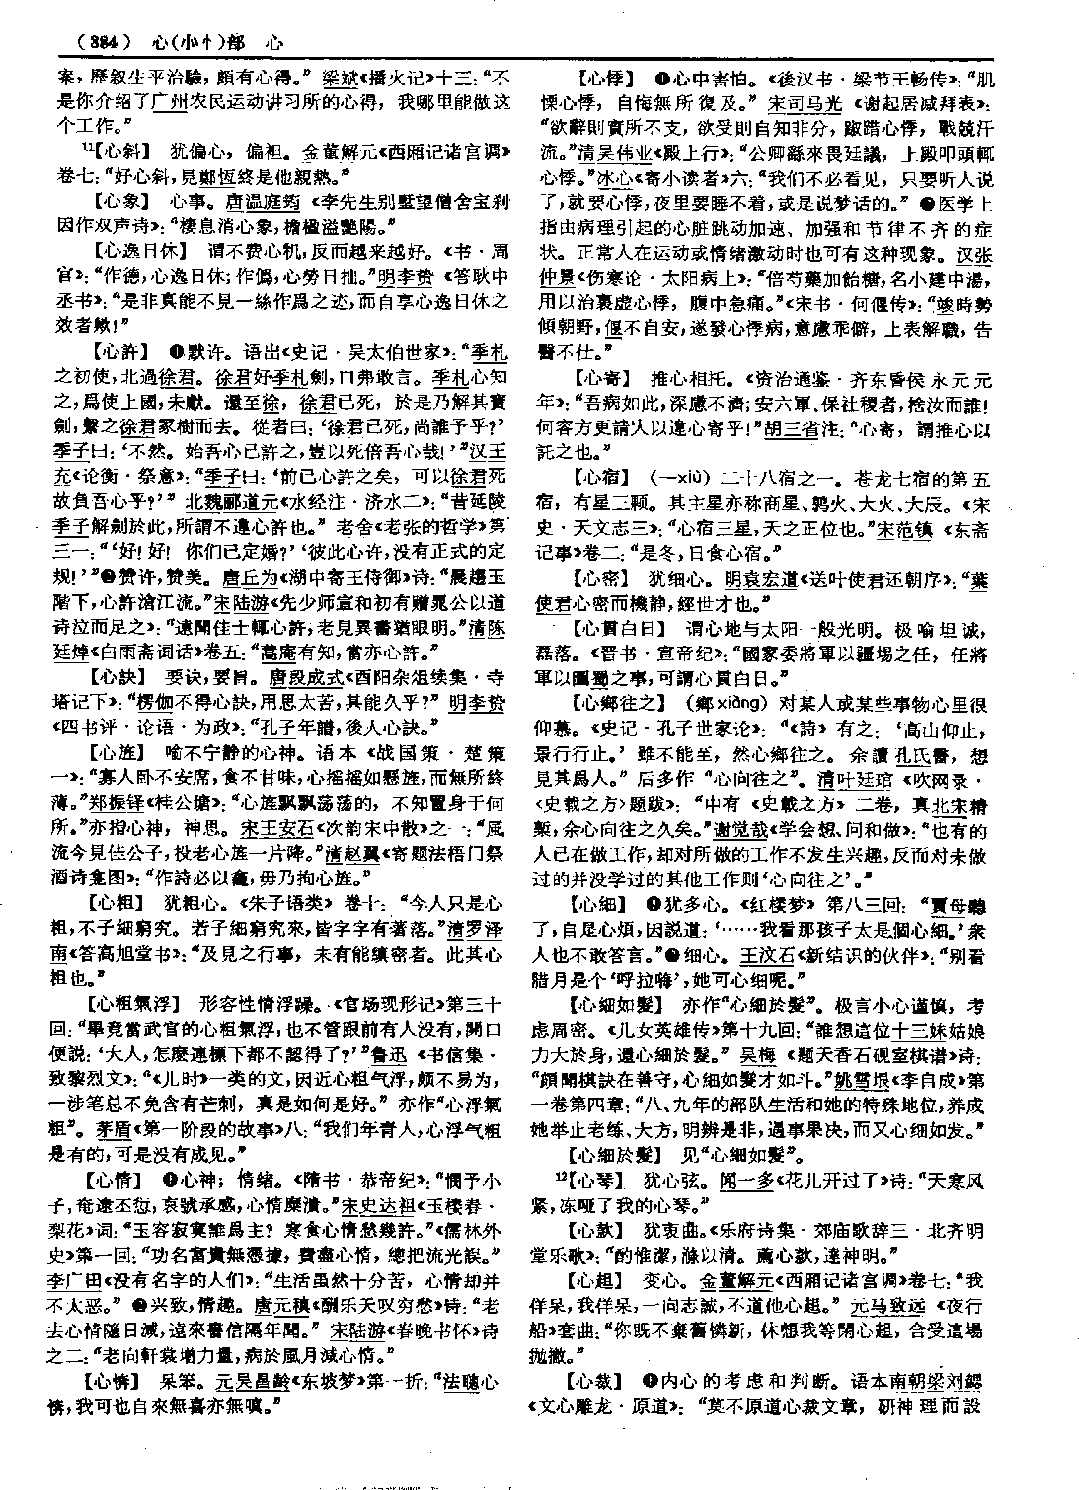 （384） 心(小忄)部 心
案，歷叙生平治驗，頗有心得。”梁斌《播火记》十三：“不
是你介绍了广州农民运动讲习所的心得，我哪里能做这
个工作。”
¹¹【心斜】 犹偏心，偏袒。金董解元《西厢记诸宫调》
卷七：“好心斜，見鄭恆終是他親熱。”
【心象】 心事。唐温庭筠《李先生别墅望僧舍宝刹
因作双声诗》：“棲息消心象，檐楹溢艷陽。”
【心逸日休】 谓不费心机，反而越来越好。《书·周
官》：“作德，心逸日休；作僞，心勞日拙。”明李贽《答耿中
丞书》：“是非真能不見一絲作爲之迹，而自享心逸日休之
效者歟！”
【心許】 ❶默许。语出《史记·吴太伯世家》：“季札
之初使，北過徐君。徐君好季札劍，口弗敢言。季札心知
之，爲使上國，未獻。還至徐，徐君已死，於是乃解其寶
劍，繫之徐君冢樹而去。從者曰：‘徐君已死，尚誰予乎？’
季子曰：‘不然。始吾心已許之，豈以死倍吾心哉！’”汉王
充《论衡·祭意》：“季子曰：‘前已心許之矣，可以徐君死
故負吾心乎？’” 北魏郦道元《水经注·济水二》：“昔延陵
季子解劍於此，所謂不違心許也。”老舍《老张的哲学》第
三一：“‘好！好！你们已定婚？’‘彼此心许，没有正式的定
规！’”❷赞许，赞美。唐丘为《湖中寄王侍御》诗：“晨趨玉
階下，心許滄江流。”宋陆游《先少师宣和初有赠晁公以道
诗泣而足之》：“遠聞佳士輒心許，老見異書猶眼明。”清陈
廷焯《白雨斋词话》卷五：“蒿庵有知，當亦心許。”
【心訣】 要诀，要旨。唐段成式《酉阳杂俎续集·寺
塔记下》：“楞伽不得心訣，用思太苦，其能久乎？”明李贽
《四书评·论语·为政》：“孔子年譜，後人心訣。”
【心旌】 喻不宁静的心神。语本《战国策·楚策
一》：“寡人卧不安席，食不甘味，心摇摇如懸旌，而無所終
薄。”郑振铎《桂公塘》：“心旌飘飘荡荡的，不知置身于何
所。”亦指心神，神思。宋王安石《次韵宋中散》之一：“風
流今見佳公子，投老心旌一片降。”清赵翼《寄题法梧门祭
酒诗龛图》：“作詩必以龕，毋乃拘心旌。”
【心粗】 犹粗心。《朱子语类》卷十：“今人只是心
粗，不子細窮究。若子細窮究來，皆字字有著落。”清罗泽
南《答高旭堂书》：“及見之行事，未有能缜密者。此其心
粗也。”
【心粗氣浮】 形容性情浮躁。《官场现形记》第三十
回：“畢竟當武官的心粗氣浮，也不管跟前有人没有，開口
便説：‘大人，怎麼連標下都不認得了？’”鲁迅《书信集·
致黎烈文》：“《儿时》一类的文，因近心粗气浮，颇不易为，
一涉笔总不免含有芒刺，真是如何是好。”亦作“心浮氣
粗”。茅盾《第一阶段的故事》八：“我们年青人，心浮气粗
是有的，可是没有成见。”
【心情】 ❶心神；情绪。《隋书·恭帝纪》：“憫予小
子，奄逮丕愆，哀號承感，心情糜潰。”宋史达祖《玉楼春·
梨花》词：“玉容寂寞誰爲主？寒食心情愁幾許。”《儒林外
史》第一回：“功名富貴無憑據，費盡心情，總把流光誤。”
李广田《没有名字的人们》：“生活虽然十分苦，心情却并
不太恶。”❷兴致，情趣。唐元稹《酬乐天叹穷愁》诗：“老
去心情隨日減，遠來書信隔年聞。”宋陆游《春晚书怀》诗
之二：“老向軒裳增力量，病於風月減心情。”
呆笨。元吴昌龄《东坡梦》第一折：“法聰心
，我可也自來無喜亦無嗔。”
【心悸】 ❶心中害怕。《後汉书·梁节王畅传》：“肌
慄心悸，自悔無所復及。”宋司马光《谢起居减拜表》：
“欲辭則實所不支，欲受則自知非分，踧踖心悸，戰兢汗
流。”清吴伟业《殿上行》：“公卿繇來畏廷議，上殿叩頭輒
心悸。”冰心《寄小读者》六：“我们不必看见，只要听人说
了，就要心悸，夜里要睡不着，或是说梦话的。”❷医学上
指由病理引起的心脏跳动加速、加强和节律不齐的症
状。正常人在运动或情绪激动时也可有这种现象。汉张
仲景《伤寒论·太阳病上》：“倍芍藥加飴糖，名小建中湯，
用以治裏虚心悸，腹中急痛。”《宋书·何偃传》：“竣時勢
傾朝野，偃不自安，遂發心悸病，意慮乖僻，上表解職，告
醫不仕。”
【心寄】 推心相托。《资治通鉴·齐东昏侯永元元
年》：“吾病如此，深慮不濟；安六軍、保社稷者，捨汝而誰！
何容方更請人以違心寄乎！”胡三省注：“心寄，謂推心以
託之也。”
【心宿】 （—xiù）二十八宿之一。苍龙七宿的第五
宿，有星三颗。其主星亦称商星、鹑火、大火、大辰。《宋
史·天文志三》：“心宿三星，天之正位也。”宋范镇《东斋
记事》卷二：“是冬，日食心宿。”
【心密】 犹细心。明袁宏道《送叶使君还朝序》：“葉
使君心密而機静，經世才也。”
【心貫白日】 谓心地与太阳一般光明。极喻坦诚，
磊落。《晋书·宣帝纪》：“國家委將軍以疆場之任，任將
軍以圖蜀之事，可謂心貫白日。”
【心鄉往之】（鄉 xiàng）对某人或某些事物心里很
仰慕。《史记·孔子世家论》：“《詩》有之：‘高山仰止，
景行行止。’雖不能至，然心鄉往之。余讀孔氏書，想
見其爲人。”后多作“心向往之”。清叶廷琯《吹网录·
〈史载之方〉题跋》：“中有《史載之方》二卷，真北宋精
槧，余心向往之久矣。”谢觉哉《学会想、问和做》：“也有的
人已在做工作，却对所做的工作不发生兴趣，反而对未做
过的并没学过的其他工作则‘心向往之’。”
【心細】 ❶犹多心。《红楼梦》第八三回：“賈母聽
了，自是心煩，因説道：‘……我看那孩子太是個心細。’衆
人也不敢答言。”❷细心。王汶石《新结识的伙伴》：“别看
腊月是个‘呼拉嗨’，她可心细呢。”
【心細如髮】 亦作“心細於髮”。极言小心谨慎，考
虑周密。《儿女英雄传》第十九回：“誰想這位十三妹姑娘
力大於身，還心細於髮。”吴梅《题天香石砚室棋谱》诗：
“頗聞棋訣在善守，心細如髮才如斗。”姚雪垠《李自成》第
一卷第四章：“八、九年的部队生活和她的特殊地位，养成
她举止老练、大方，明辨是非，遇事果决，而又心细如发。”
【心細於髮】 见“心細如髮”。
¹²【心琴】 犹心弦。闻一多《花儿开过了》诗：“天寒风
紧，冻哑了我的心琴。”
【心款】 犹衷曲。《乐府诗集·郊庙歌辞三·北齐明
堂乐歌》：“酌惟潔，滌以清。薦心款，達神明。”
【心趄】 变心。金董解元《西厢记诸宫调》卷七：“我
佯呆，我佯呆，一向志誠，不道他心趄。”元马致远《夜行
船》套曲：“你既不棄舊憐新，休想我等閑心趄，合受這場
抛撇。”
【心裁】 ❶内心的考虑和判断。语本南朝梁刘勰
《文心雕龙·原道》：“莫不原道心裁文章，研神理而設